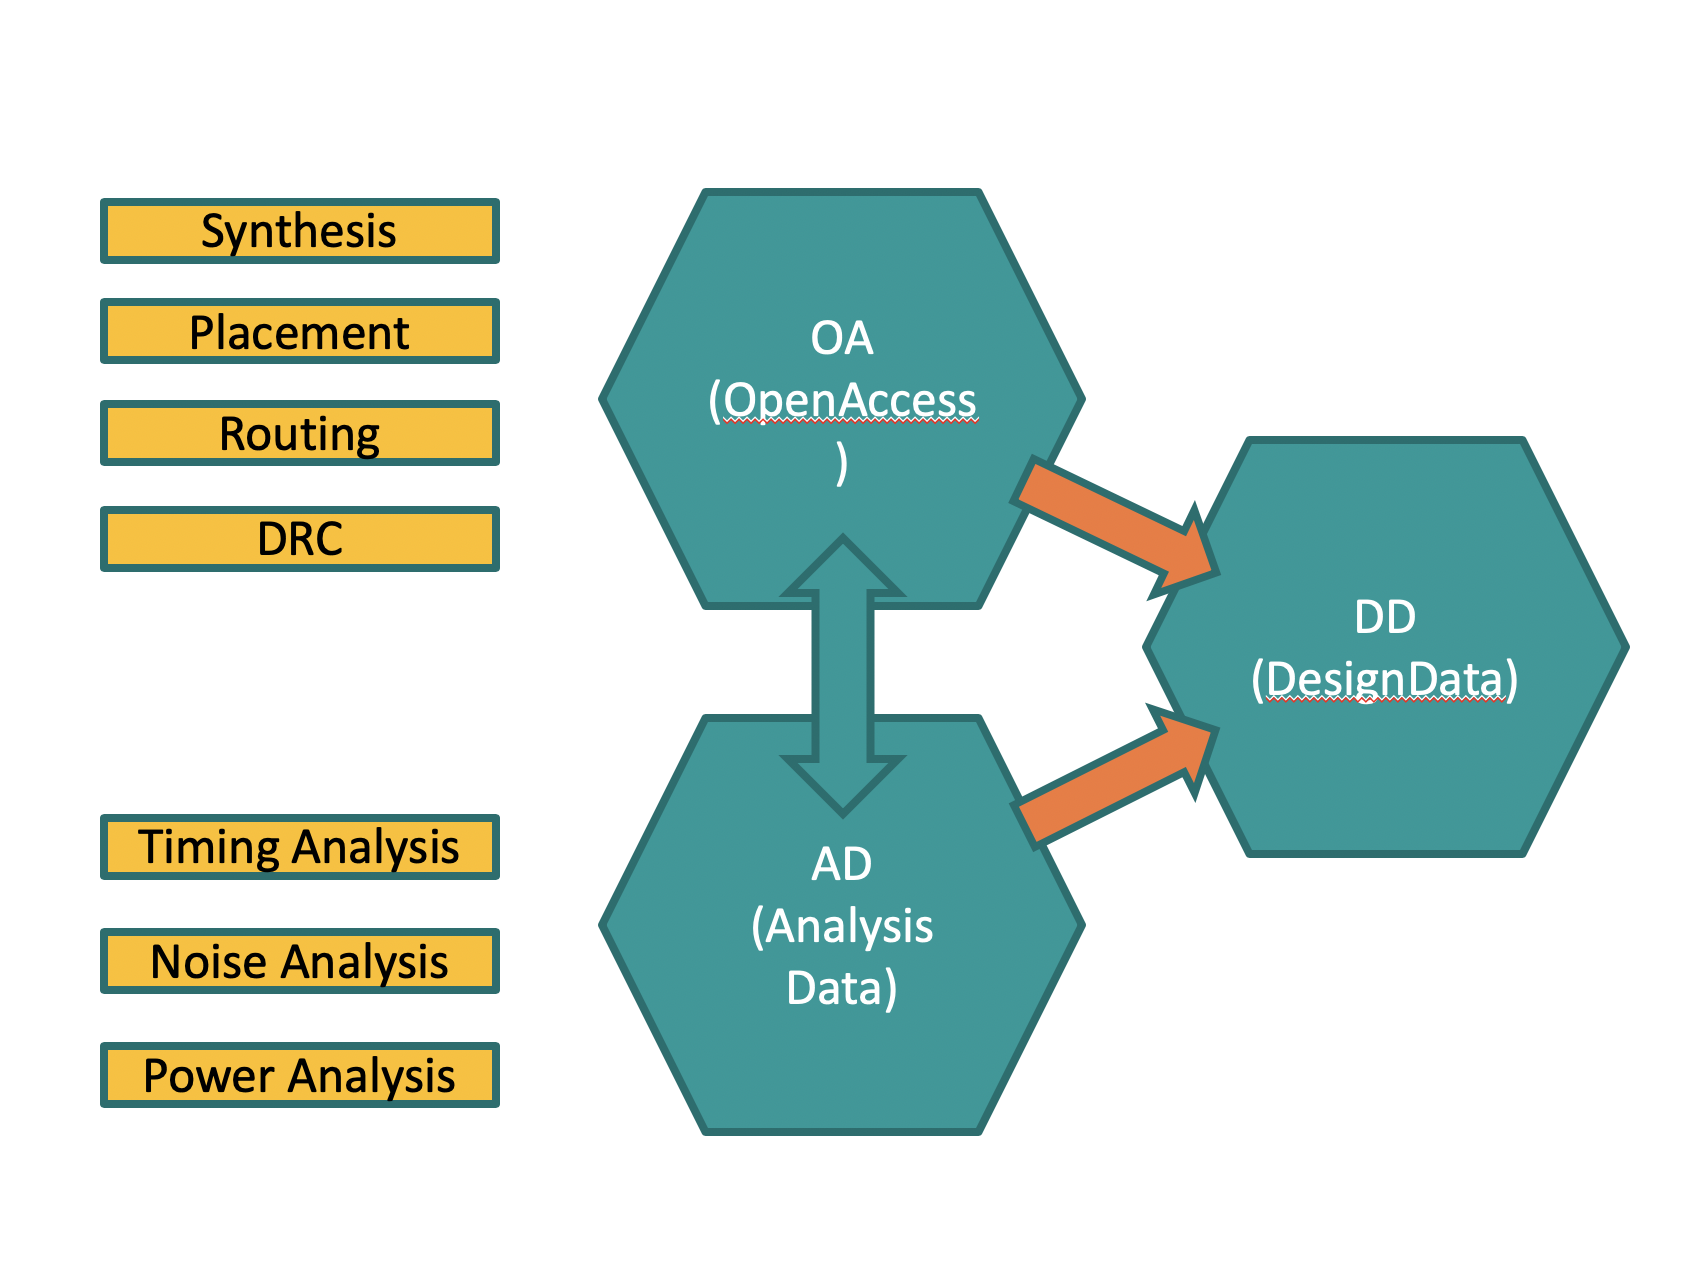 Synthesis
Placement
Routing
DRC
OA
(OpenAccess
)
DD
(DesignData)
Timing Analysis
Noise Analysis
Power Analysis
AD
(Analysis
Data)